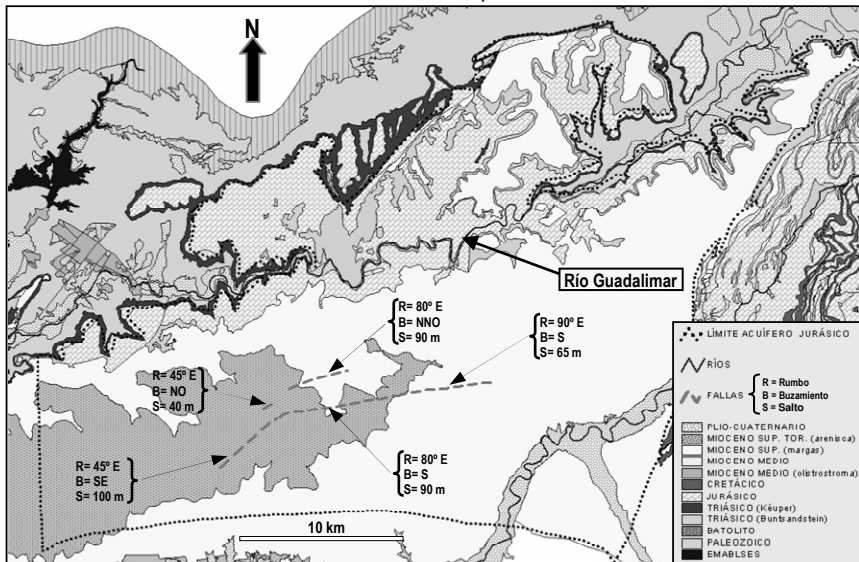 N
Río Guadalimar
R= 80º E
B= NNO
S= 90 m
R= 90º E
B= S
S= 65 m
R= 45º E
B= NO
S= 40 m
R= 45º E
B= SE
S= 100 m
R= 80º E
B= S
S= 90 m
10 km
LÍMITE ACUÍFERO JURÁSICO
RÍOS
FALLAS
R = Rumbo
B = Buzamiento
S = Salto
PLIO-CUATERNARIO
MIOCENO SUP. TOR. (arenisca)
MIOCENO SUP. (margas)
MIOCENO MEDIO
MIOCENO MEDIO (olistrostroma)
CRETÁCICO
JURÁSICO
TRIÁSICO (Kéuper)
TRIÁSICO (Buntsandstein)
BATOLITO
PALEOZOICO
EMABLSES